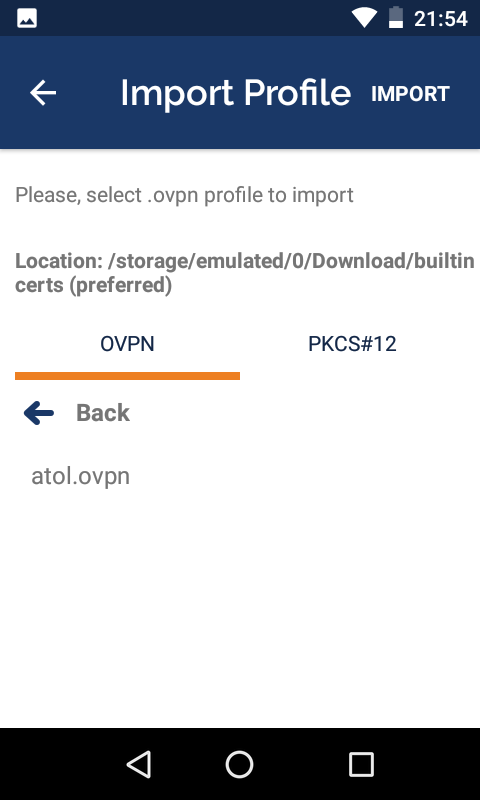 21:54
Import Profile
IMPORT
Please, select .ovpn profile to import
Location: /storage/emulated/0/Download/builtin
certs (preferred)
OVPN
PKCS#12
Back
atol.ovpn